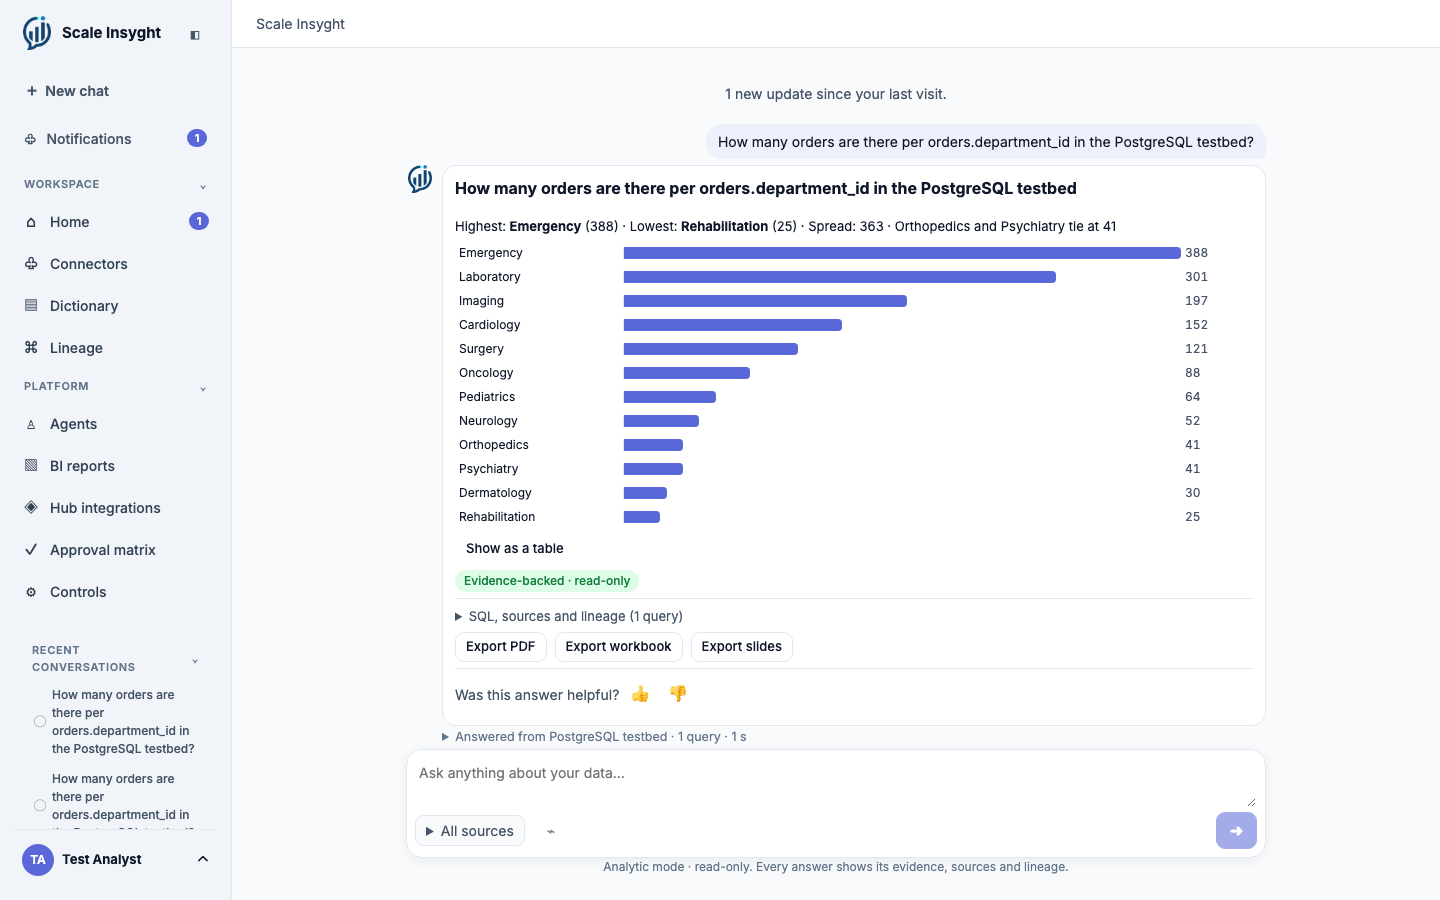 Scale Insyght
New chat
Notifications
1
WORKSPACE
Home
1
Connectors
Dictionary
Lineage
PLATFORM
Agents
BI reports
Hub integrations
Approval matrix
Controls
RECENT
CONVERSATIONS
How many orders are
there per
orders.department_id in
the PostgreSQL testbed?
How many orders are
there per
orders.department_id in
TA
Test Analyst
Scale Insyght
1 new update since your last visit.
How many orders are there per orders.department_id in the PostgreSQL testbed?
How many orders are there per orders.department_id in the PostgreSQL testbed
Highest: Emergency (388) · Lowest: Rehabilitation (25) · Spread: 363 · Orthopedics and Psychiatry tie at 41
Emergency 388
Laboratory 301
Imaging 197
Cardiology 152
Surgery 121
Oncology 88
Pediatrics 64
Neurology 52
Orthopedics 41
Psychiatry 41
Dermatology 30
Rehabilitation 25
Show as a table
Evidence-backed · read-only
SQL, sources and lineage (1 query)
Export PDF Export workbook Export slides
Was this answer helpful?
Answered from PostgreSQL testbed · 1 query · 1 s
Ask anything about your data...
All sources
Analytic mode · read-only. Every answer shows its evidence, sources and lineage.